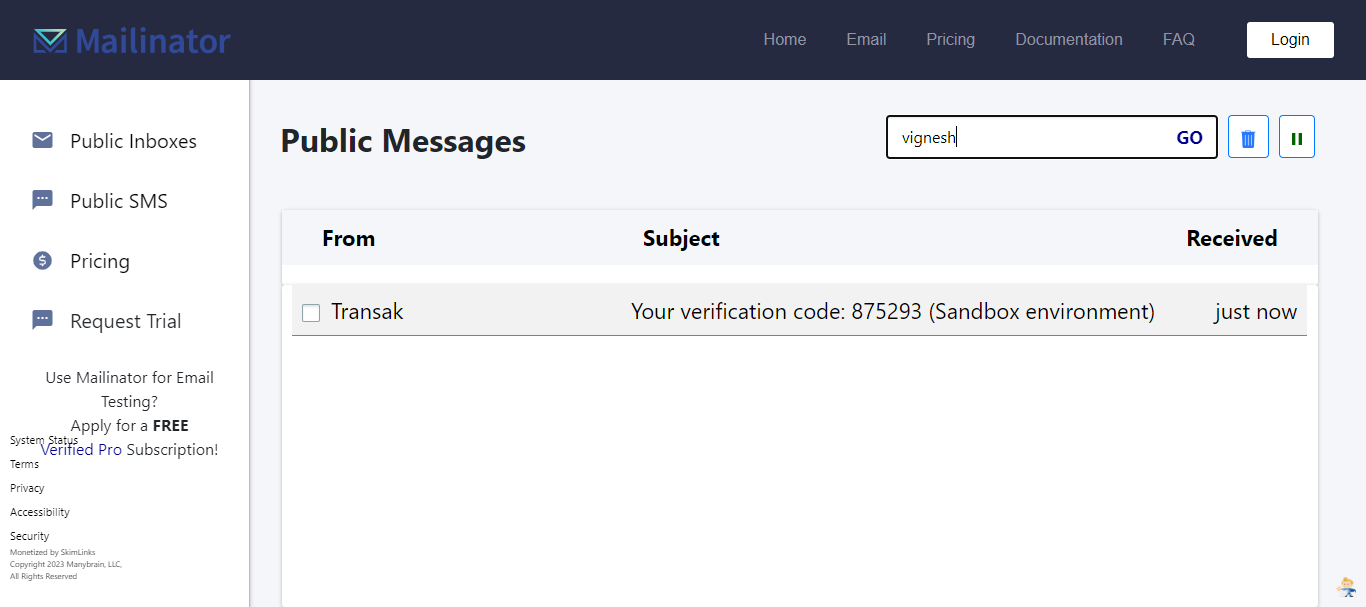 Mailinator
Home Email Pricing Documentation FAQ Login
Public Inboxes
Public SMS
Pricing
Request Trial
Use Mailinator for Email
Testing?
Apply for a FREE
Verified Pro Subscription!
System Status
Terms
Privacy
Accessibility
Security
Monetized by SkimLinks
Copyright 2023 Manybrain, LLC,
All Rights Reserved
Public Messages
vignesh GO
From Subject Received
Transak Your verification code: 875293 (Sandbox environment) just now